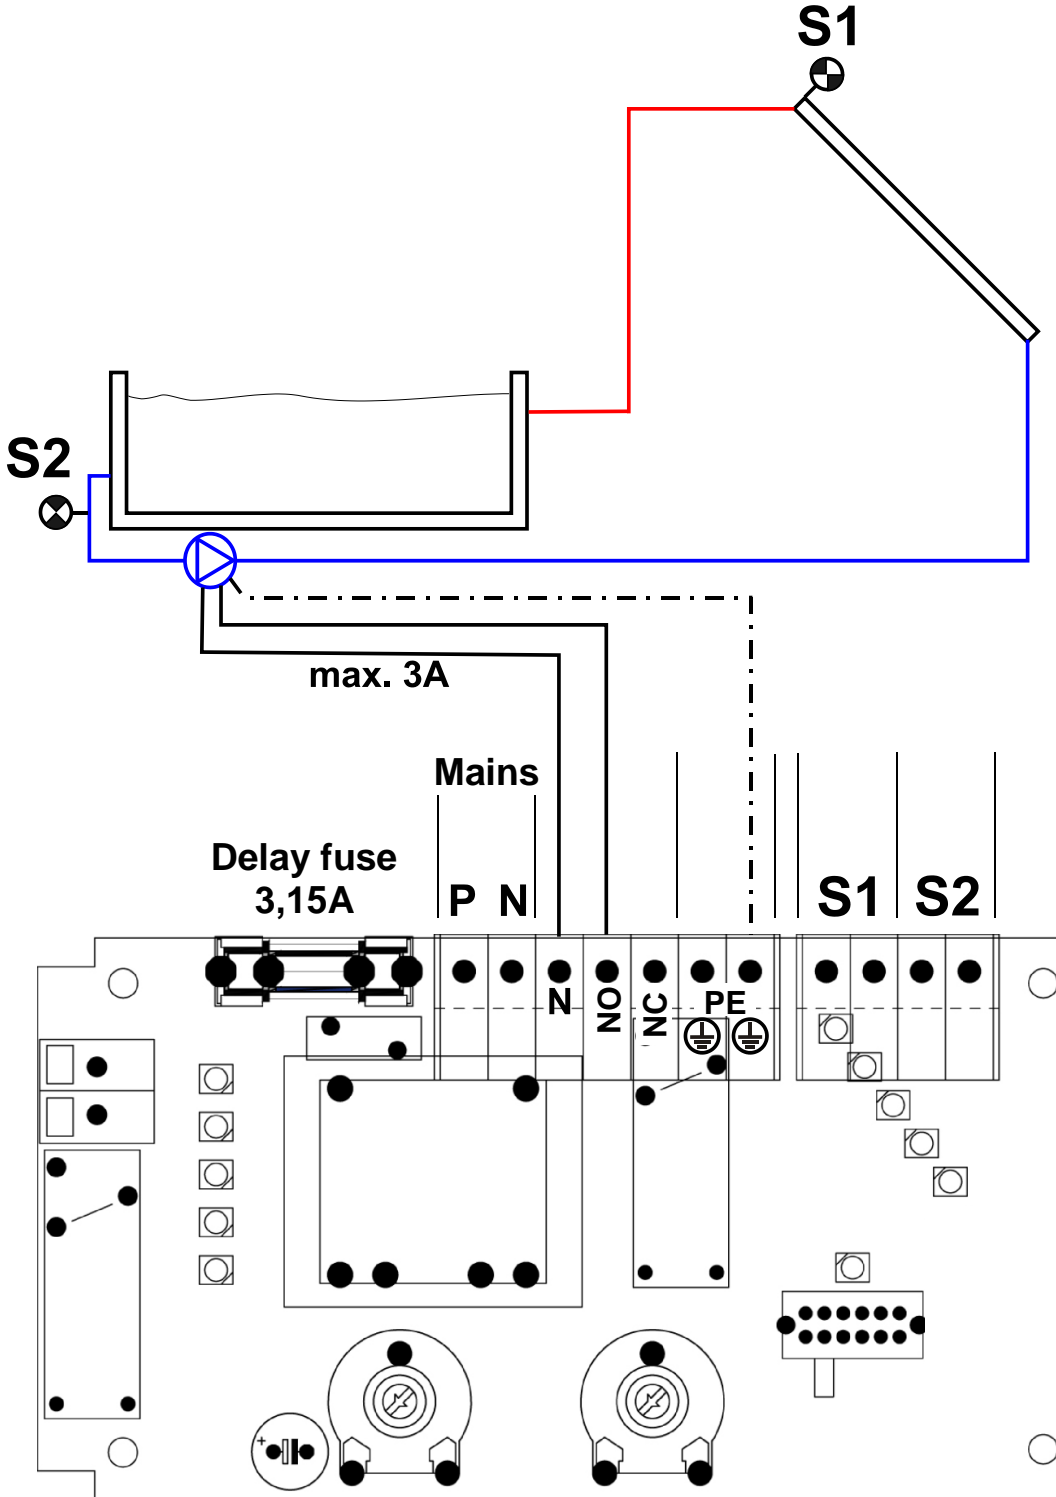 S1
S2
max. 3A
Mains
Delay fuse
3,15A
P N
S1 S2
N NO NC PE
+